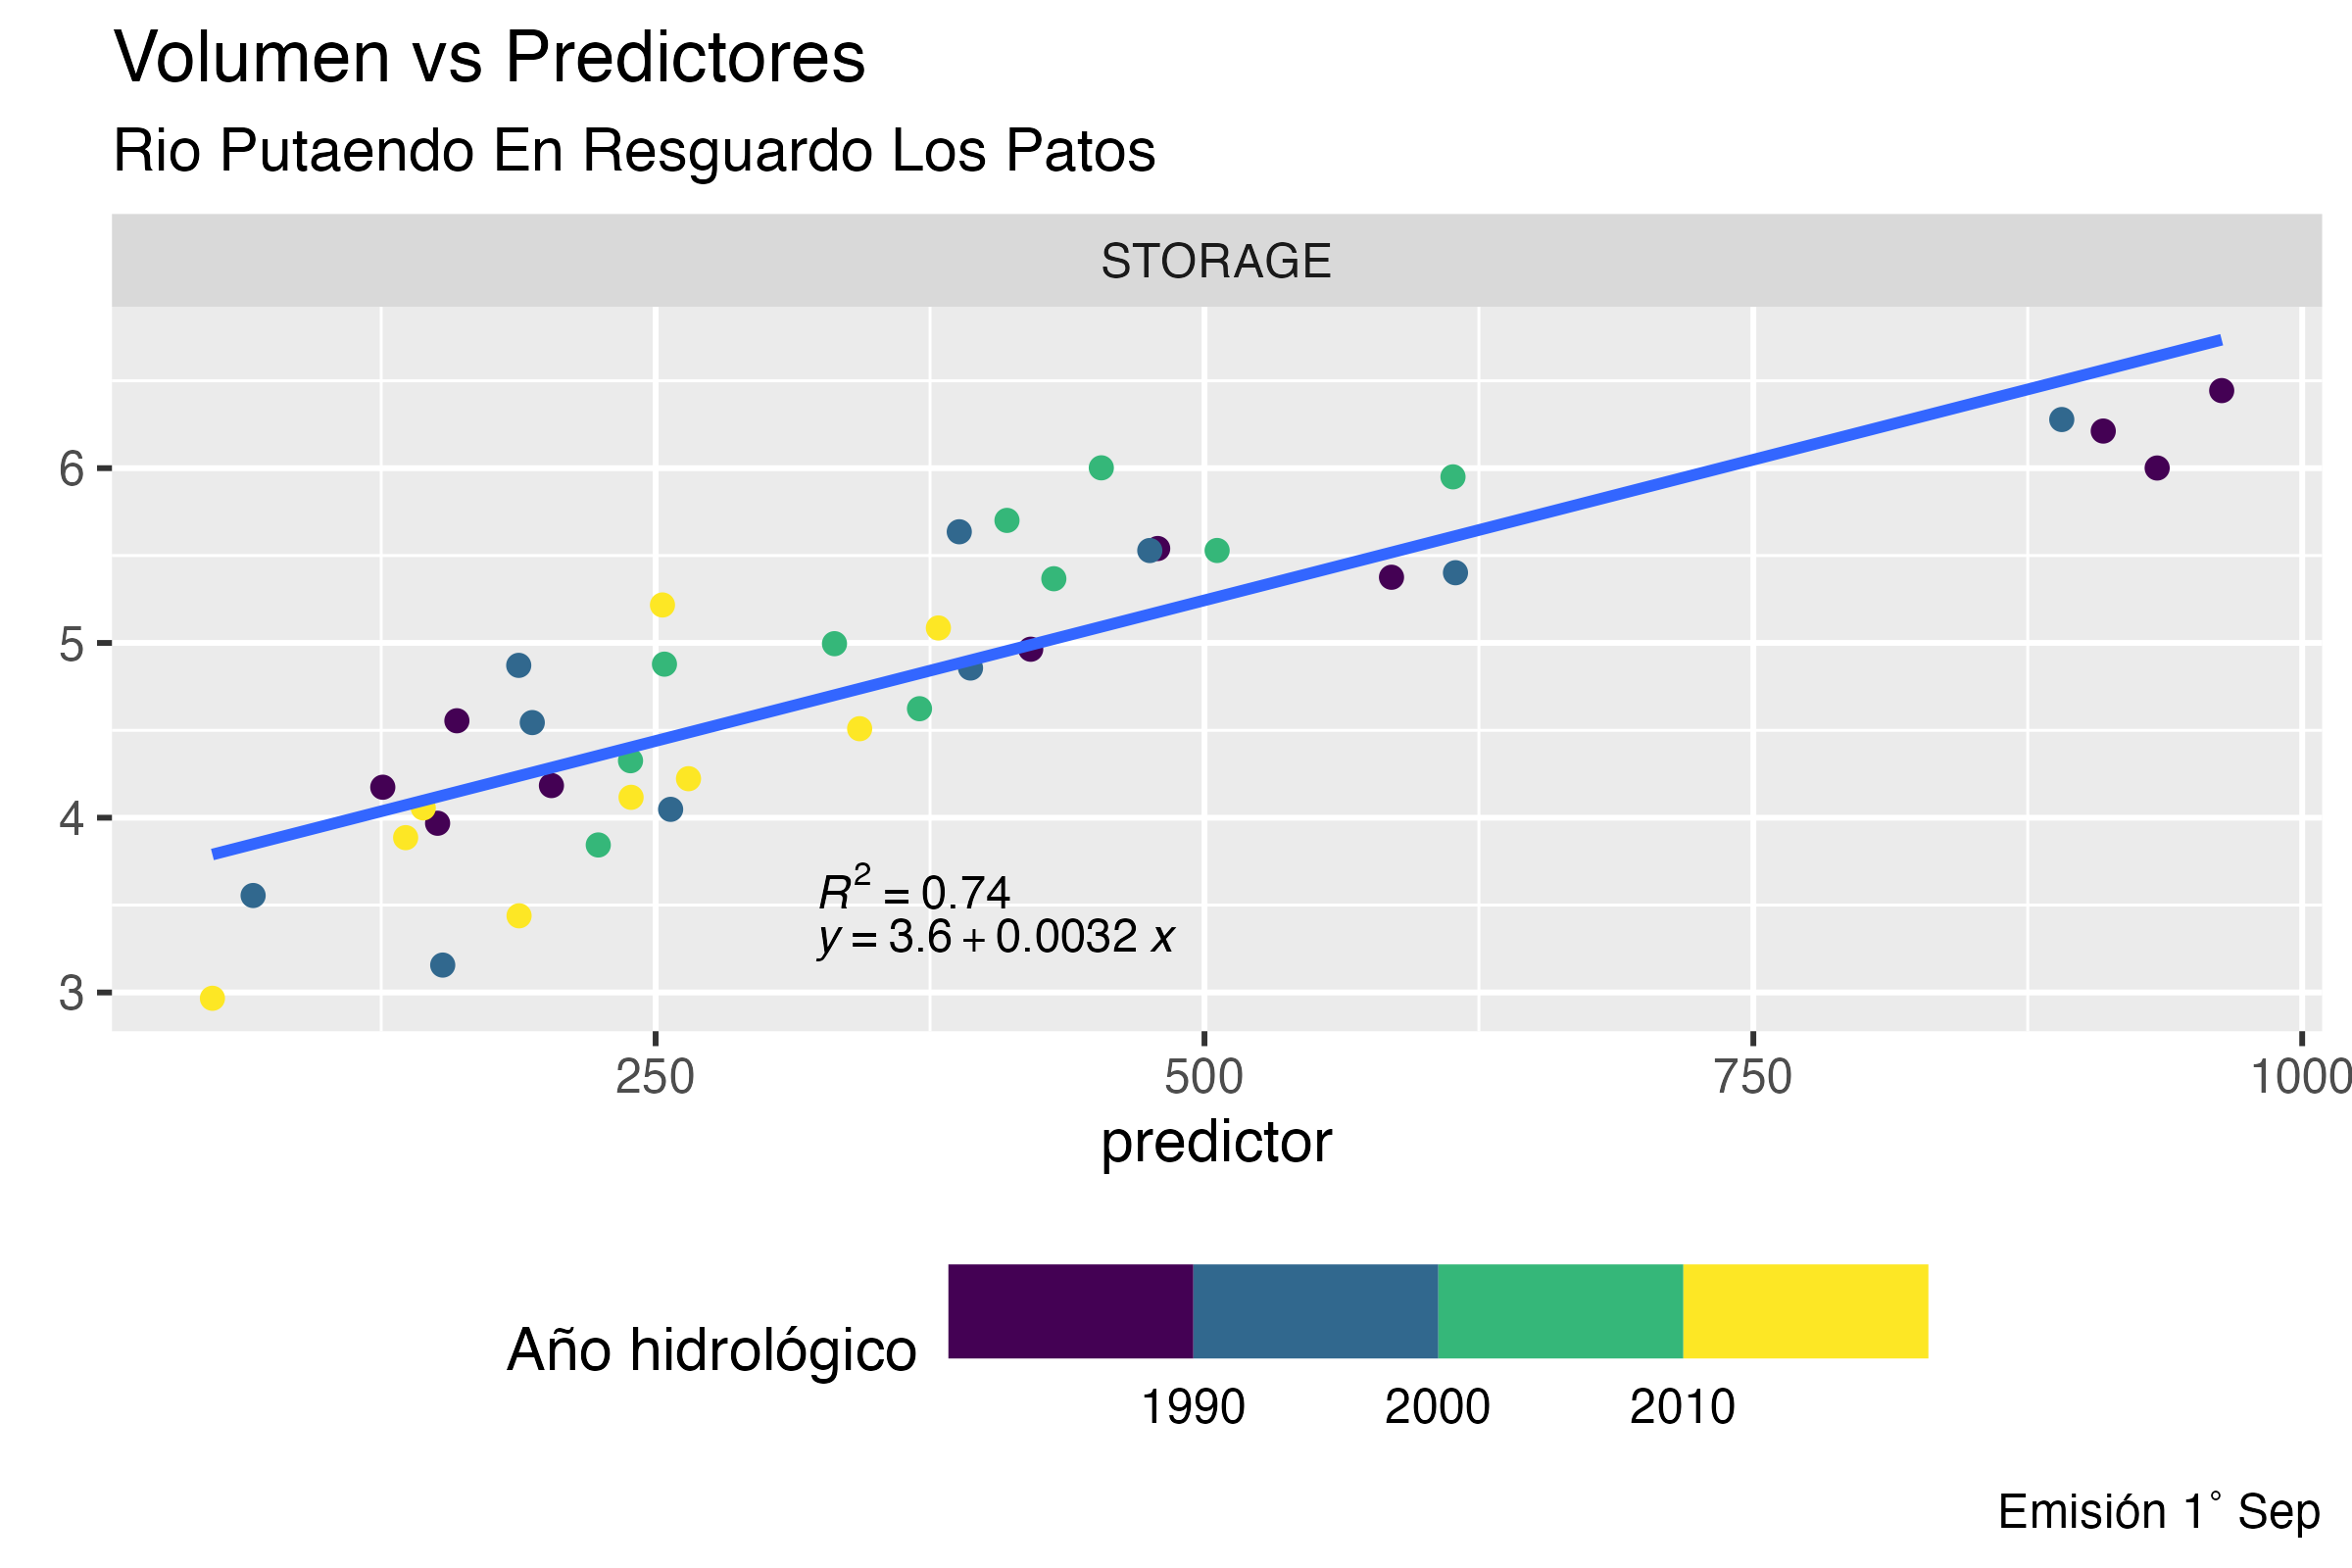 Volumen vs Predictores
Rio Putaendo En Resguardo Los Patos
STORAGE
6
5
4
3
R² = 0.74
y = 3.6 + 0.0032 x
250 500 750 1000
predictor
Año hidrológico
1990 2000 2010
Emisión 1° Sep